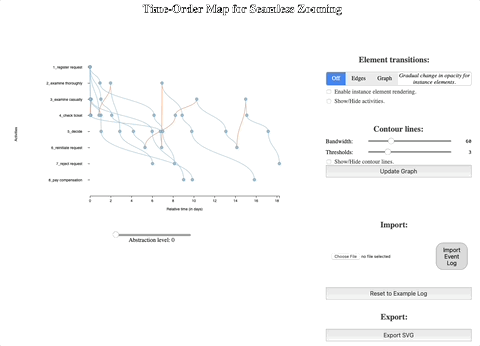 Time-Order Map for Seamless Zooming
Element transitions:
Off Edges Graph Gradual change in opacity for
instance elements.
Enable instance element rendering.
Show/Hide activities.
Contour lines:
Bandwidth: 60
Thresholds: 3
Show/Hide contour lines.
Update Graph
Import:
Choose File no file selected
Import
Event
Log
Reset to Example Log
Export:
Export SVG
Activities
1_register request
2_examine thoroughly
3_examine casually
4_check ticket
5_decide
6_reinitiate request
7_reject request
8_pay compensation
0 2 4 6 8 10 12 14 16 18
Relative time (in days)
Abstraction level: 0